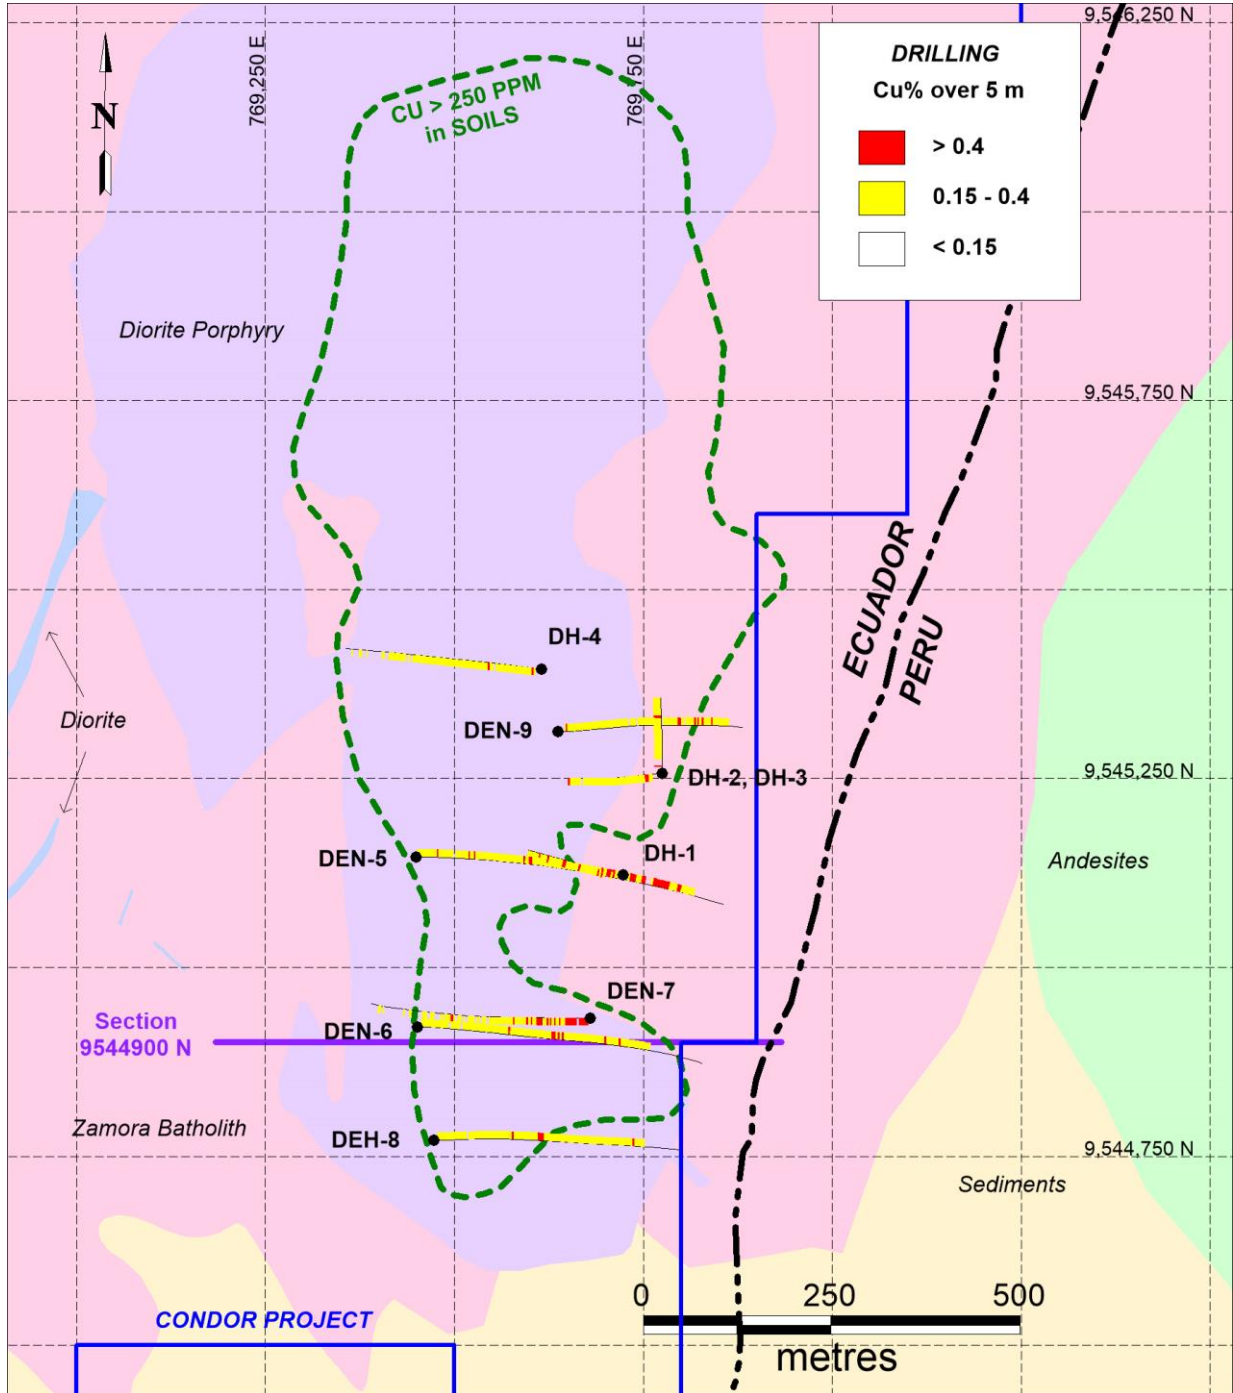 9,546,250 N
769,250 E
769,750 E
DRILLING
Cu% over 5 m
> 0.4
0.15 - 0.4
< 0.15
N
CU > 250 PPM
in SOILS
Diorite Porphyry
9,545,750 N
ECUADOR
PERU
DH-4
Diorite
DEN-9
DH-2, DH-3
9,545,250 N
DEN-5
DH-1
Andesites
DEN-7
Section
9544900 N
DEN-6
Zamora Batholith
DEH-8
9,544,750 N
Sediments
0 250 500
CONDOR PROJECT
metres